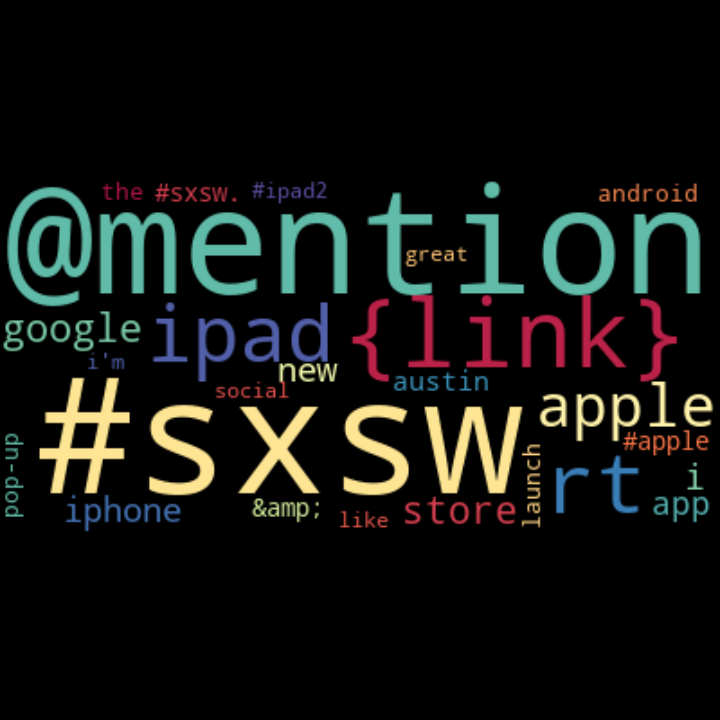 the #sxsw. #ipad2 android
@mention
great
google ipad {link}
i'm new
social austin apple
#sxsw #apple
pop-up launch rt i
iphone &amp; like store app